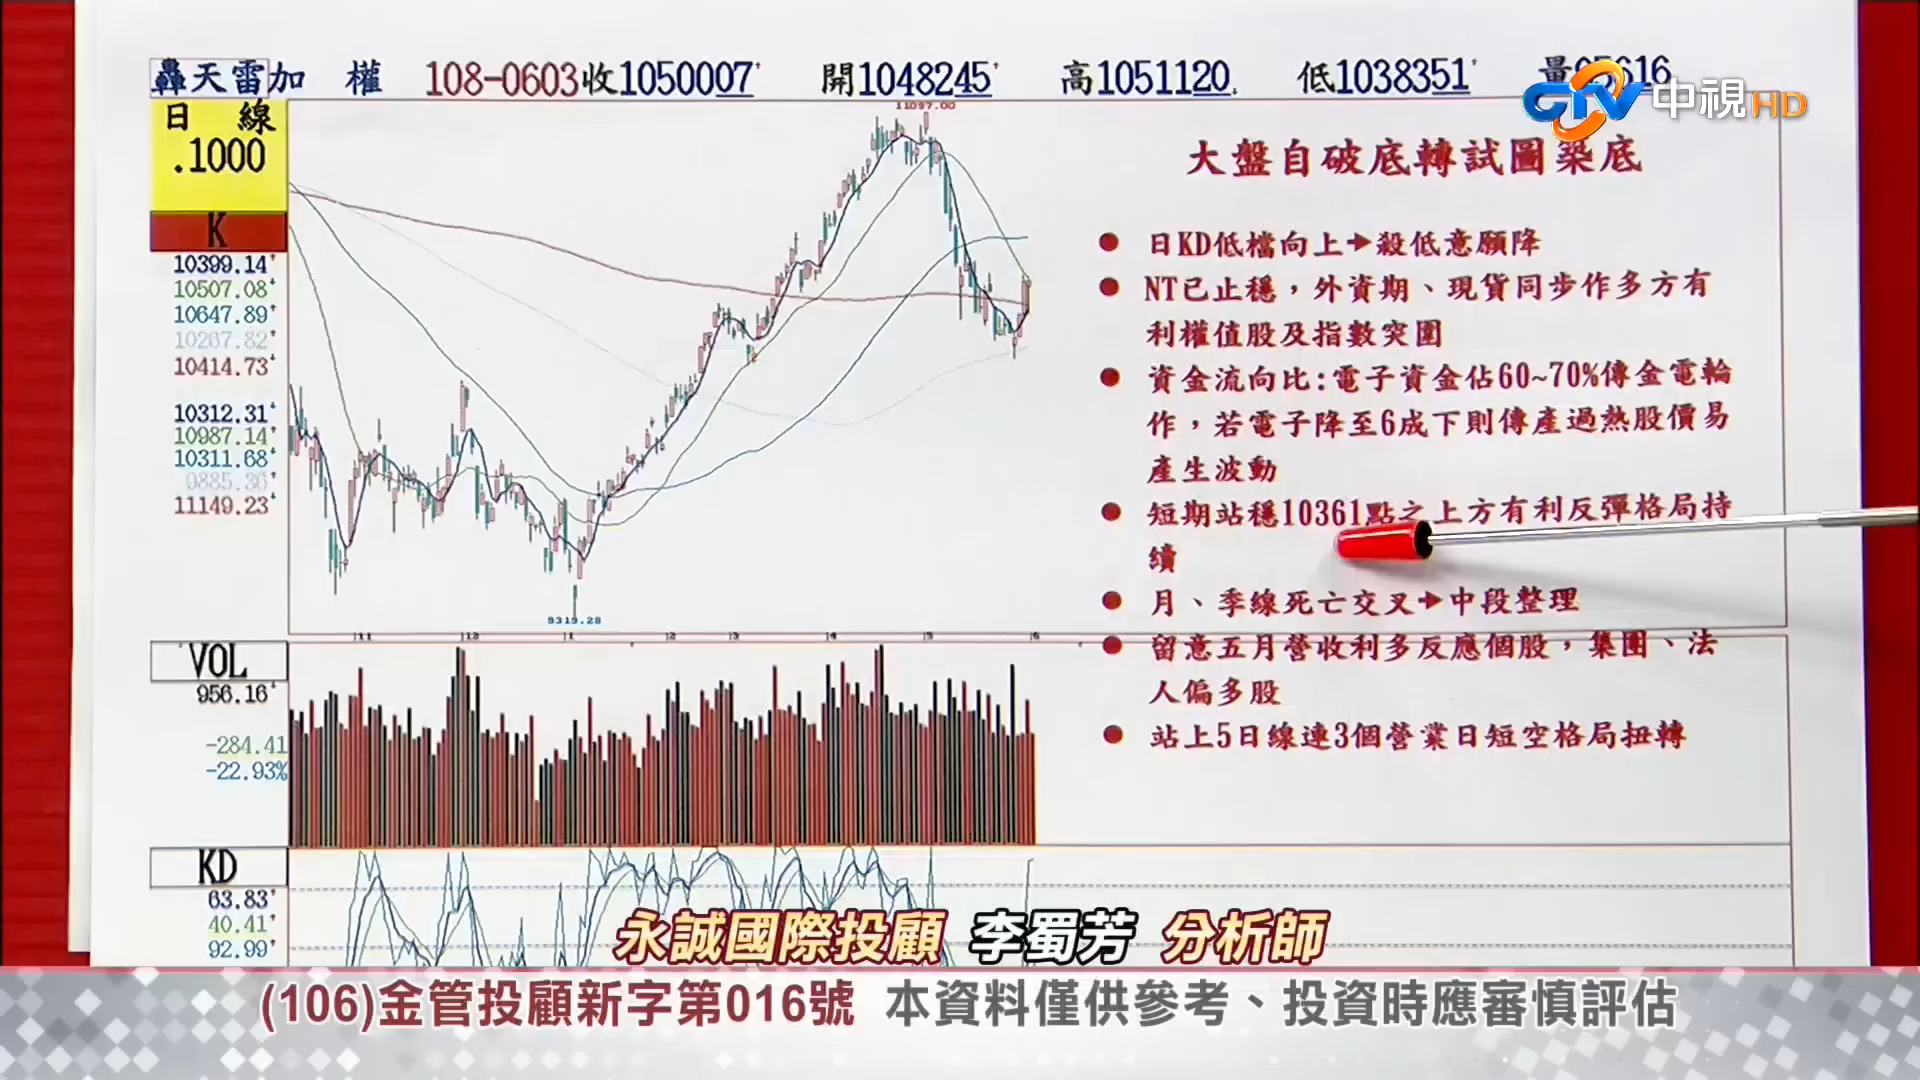 轟天雷加 權 108-0603收1050007 開1048245 高1051120 低1038351
CTV中視HD
日 線
.1000
K
11097.00
大盤自破底轉試圖築底
10399.14
10507.08
10647.89
10267.82
10414.73
10312.31
10987.14
10311.68
9885.36
11149.23
9319.28
11 12 1 2 3 4 5 6
● 日KD低檔向上→殺低意願降
● NT已止穩,外資期、現貨同步作多方有
利權值股及指數突圍
● 資金流向比:電子資金佔60~70%傳金電輪
作,若電子降至6成下則傳產過熱股價易
產生波動
● 短期站穩10361點之上方有利反彈格局持
續
● 月、季線死亡交叉→中段整理
● 留意五月營收利多反應個股,集團、法
人偏多股
● 站上5日線連3個營業日短空格局扭轉
VOL
956.16
-284.41
-22.93%
KD
63.83
40.41
92.99
永誠國際投顧 李蜀芳 分析師
(106)金管投顧新字第016號 本資料僅供參考、投資時應審慎評估